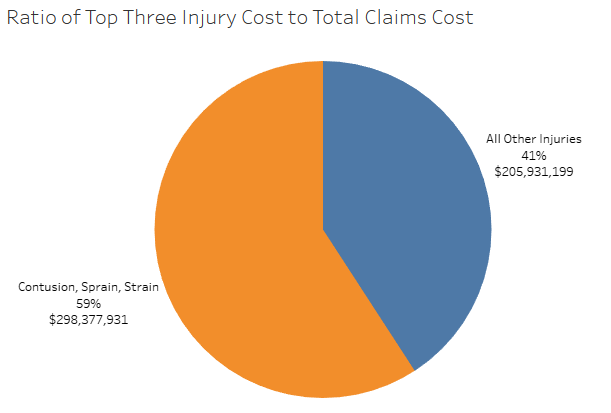 Ratio of Top Three Injury Cost to Total Claims Cost
All Other Injuries
41%
$205,931,199
Contusion, Sprain, Strain
59%
$298,377,931